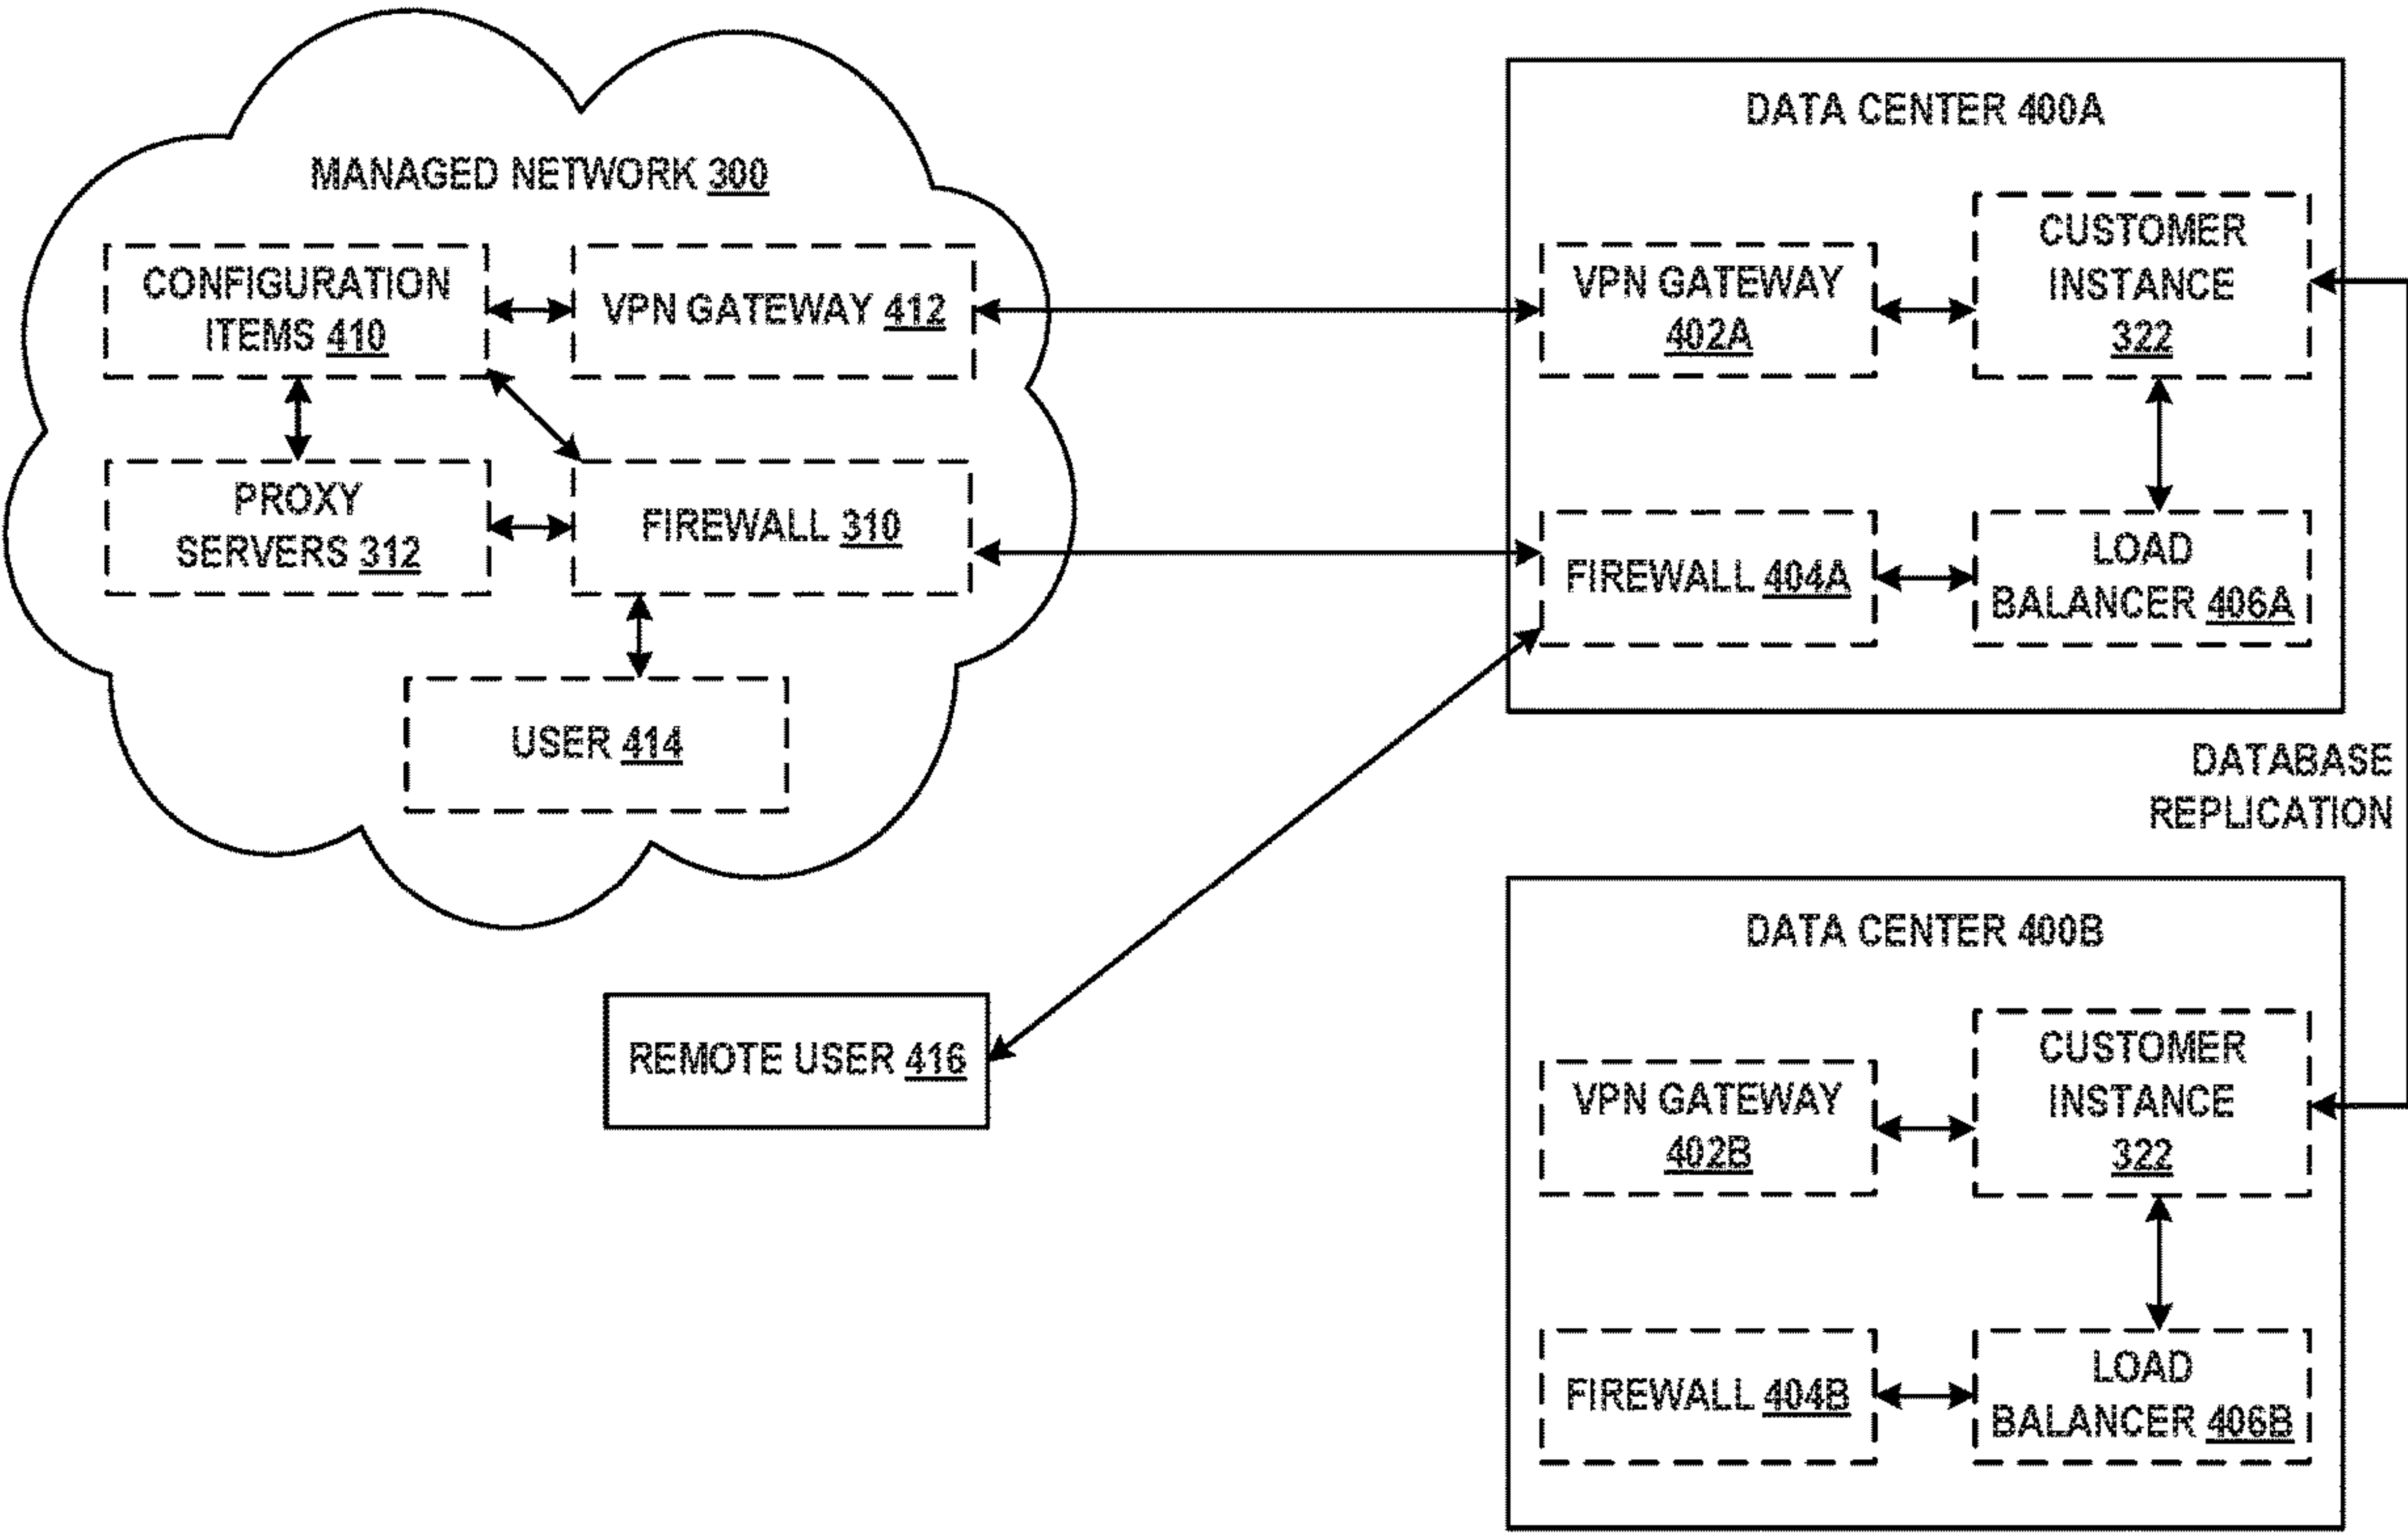 MANAGED NETWORK 300
CONFIGURATION
ITEMS 410
VPN GATEWAY 412
PROXY
SERVERS 312
FIREWALL 310
USER 414
REMOTE USER 416
DATA CENTER 400A
VPN GATEWAY
402A
CUSTOMER
INSTANCE
322
FIREWALL 404A
LOAD
BALANCER 406A
DATABASE
REPLICATION
DATA CENTER 400B
VPN GATEWAY
402B
CUSTOMER
INSTANCE
322
FIREWALL 404B
LOAD
BALANCER 406B